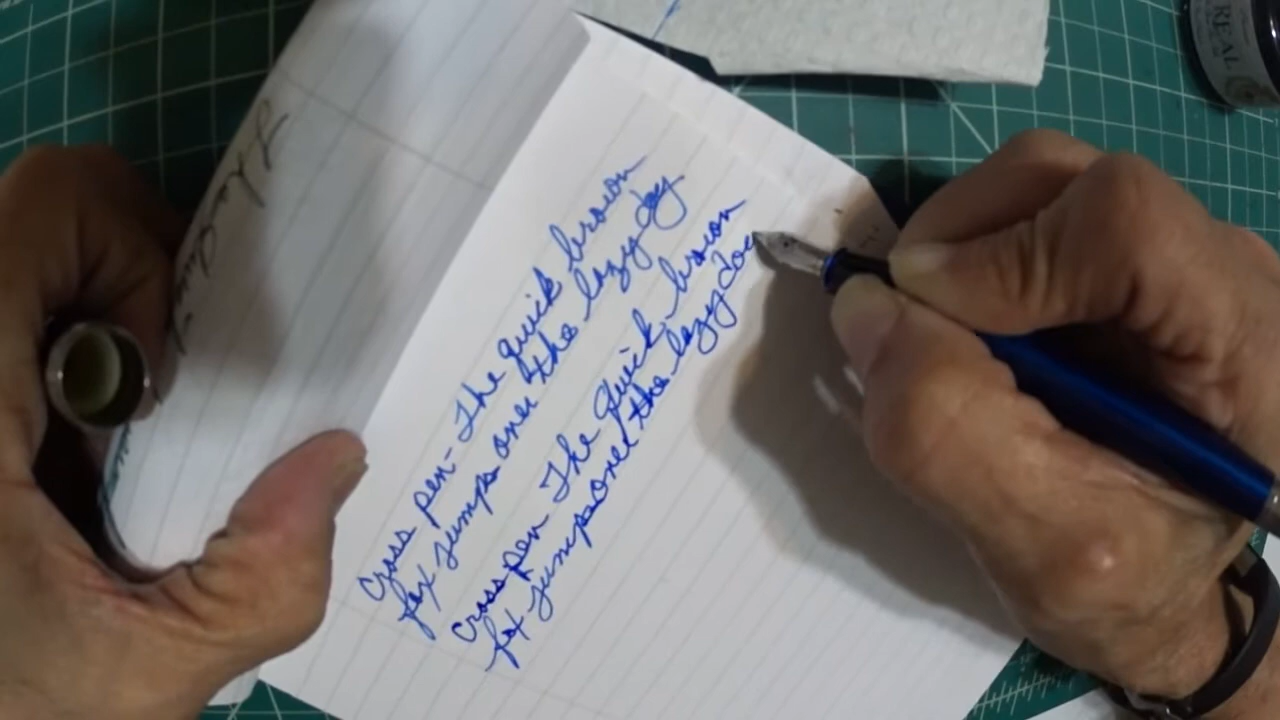 Cross pen - The quick brown
fox jumps over the lazy dog
Cross pen The quick brown
fox jumps over the lazy do
REAL